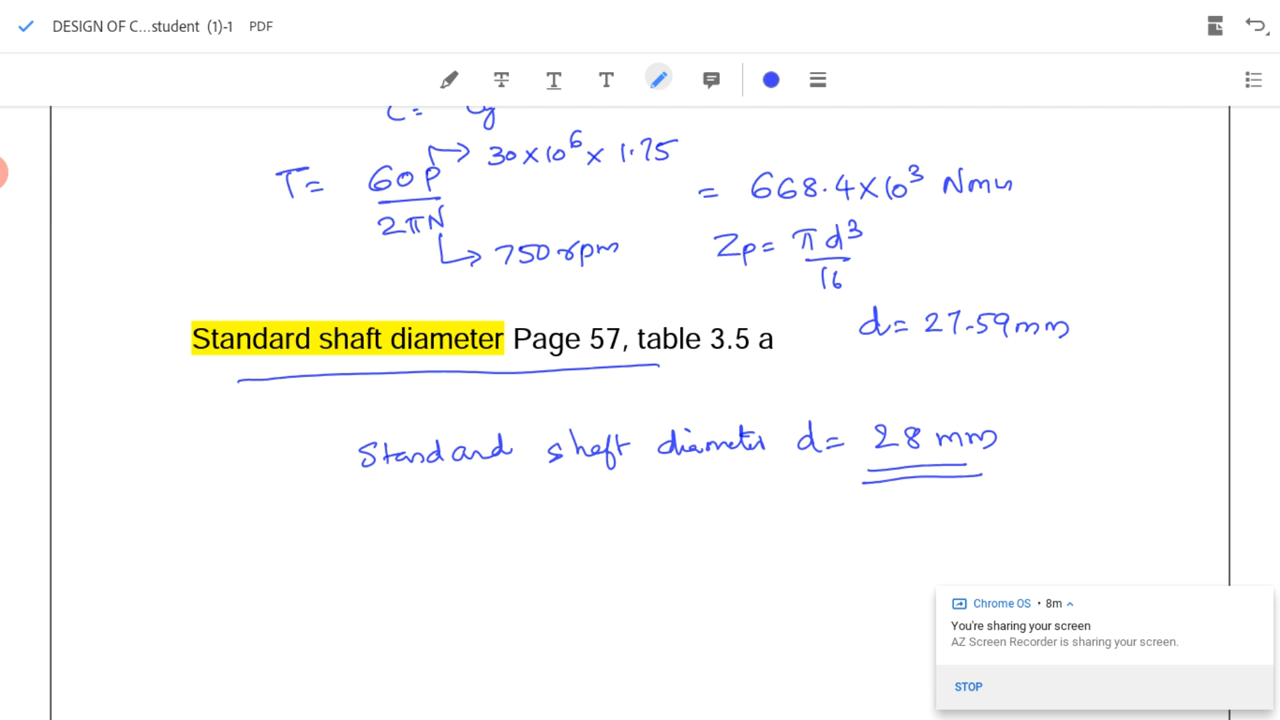 DESIGN OF C...student (1)-1 PDF
T= 60P / 2πN → 30×10⁶ × 1.75
→ 750 rpm
= 668.4×10³ Nmm
Zp = πd³ / 16
d= 27.59mm
Standard shaft diameter Page 57, table 3.5 a
Standard shaft diameter d= 28 mm
Chrome OS • 8m
You're sharing your screen
AZ Screen Recorder is sharing your screen.
STOP